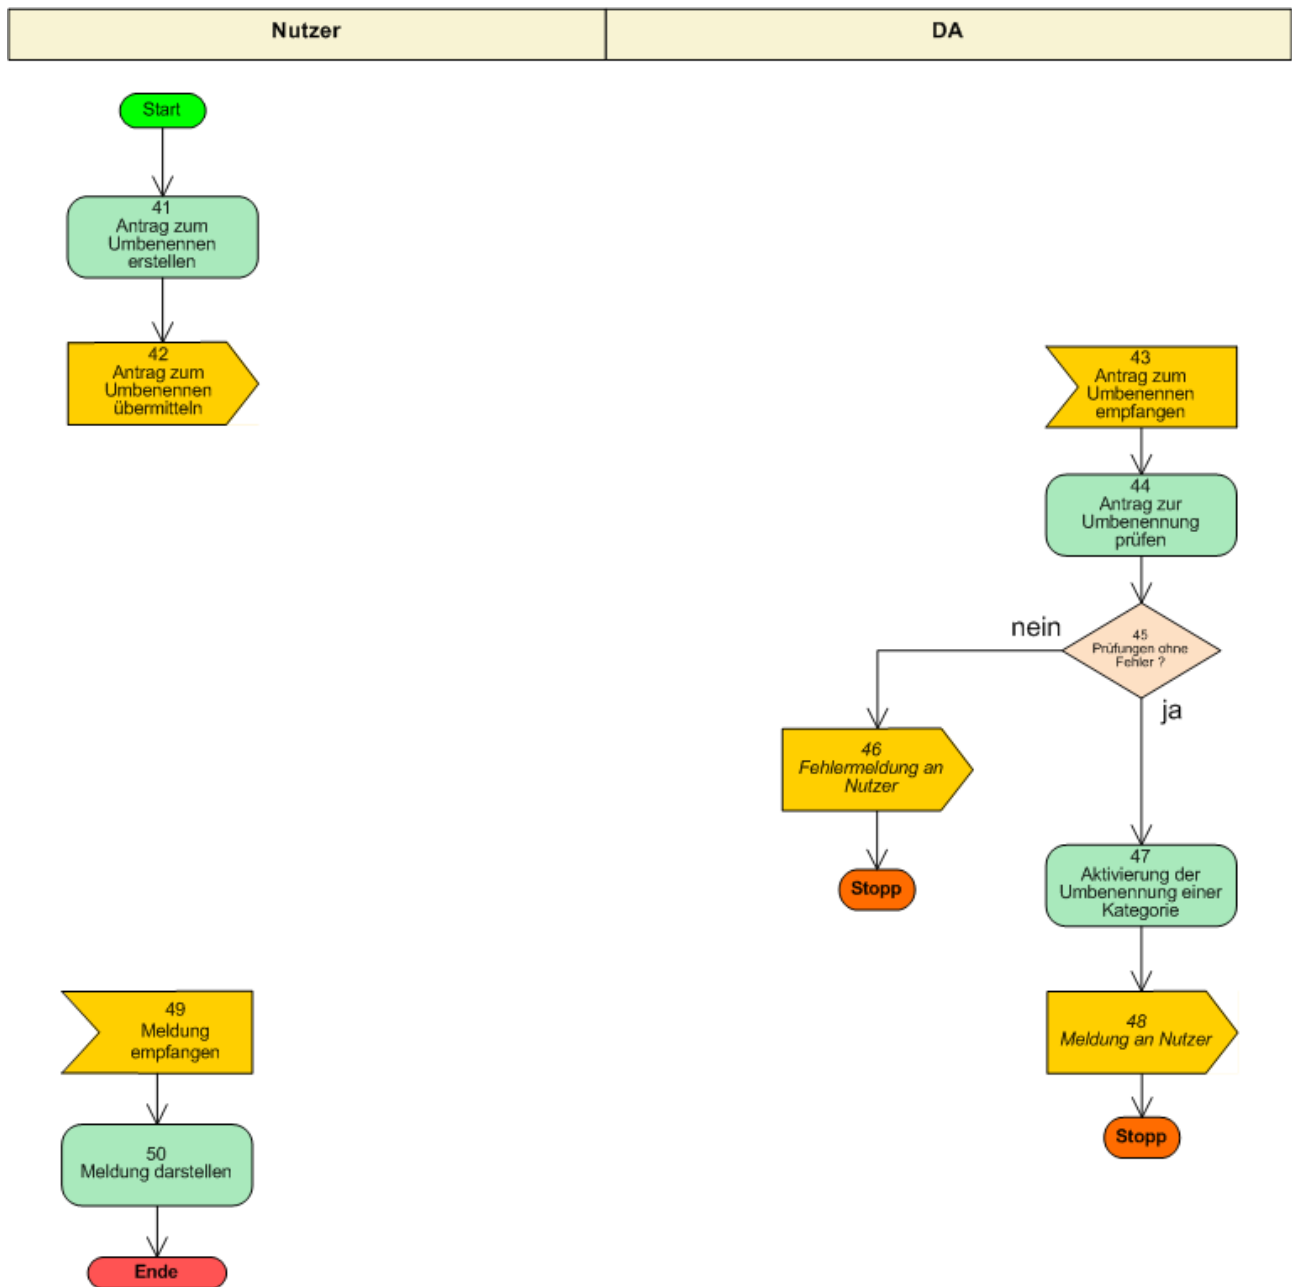 Nutzer
DA
Start
41
Antrag zum
Umbenennen
erstellen
42
Antrag zum
Umbenennen
übermitteln
43
Antrag zum
Umbenennen
empfangen
44
Antrag zur
Umbenennung
prüfen
45
Prüfungen ohne
Fehler ?
nein
ja
46
Fehlermeldung an
Nutzer
Stopp
47
Aktivierung der
Umbenennung einer
Kategorie
48
Meldung an Nutzer
Stopp
49
Meldung
empfangen
50
Meldung darstellen
Ende